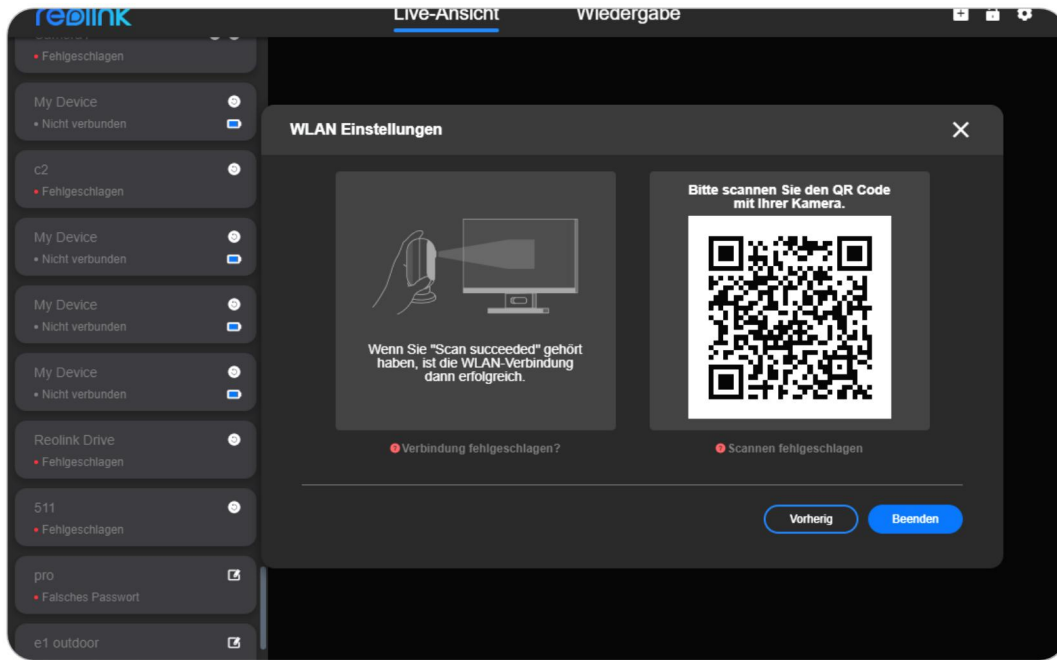 reolink
Live-Ansicht
Wiedergabe
Fehlgeschlagen
My Device
Nicht verbunden
c2
Fehlgeschlagen
My Device
Nicht verbunden
My Device
Nicht verbunden
My Device
Nicht verbunden
Reolink Drive
Fehlgeschlagen
511
Fehlgeschlagen
pro
Falsches Passwort
e1 outdoor
WLAN Einstellungen
Wenn Sie "Scan succeeded" gehört
haben, ist die WLAN-Verbindung
dann erfolgreich.
Verbindung fehlgeschlagen?
Bitte scannen Sie den QR Code
mit Ihrer Kamera.
Scannen fehlgeschlagen
Vorherig
Beenden